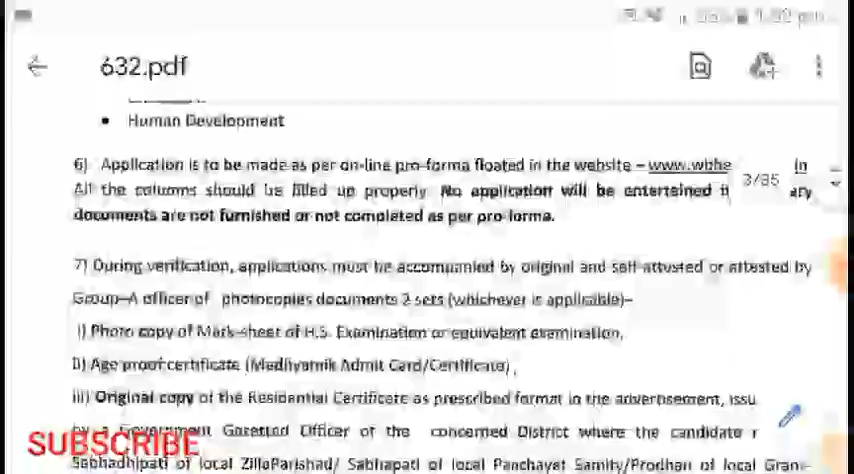 632.pdf
• Human Development
6) Application is to be made as per on-line pro-forma floated in the website – www.wbhe in
3/35
All the columns should be filled up properly. No application will be entertained ary
documents are not furnished or not completed as per pro-forma.
7) During verification, applications must be accompanied by original and self-attested or attested by
Group–A officer of photocopies documents 2 sets (whichever is applicable)–
i) Photo copy of Mark-sheet of H.S. Examination or equivalent examination,
ii) Age proof certificate (Madhyamik Admit Card/Certificate),
iii) Original copy of the Residential Certificate as prescribed format in the advertisement, issu
by a Government Gazetted Officer of the concerned District where the candidate r
SUBSCRIBE
Sabhadhipati of local ZillaParishad/ Sabhapati of local Panchayat Samity/Prodhan of local Gram-